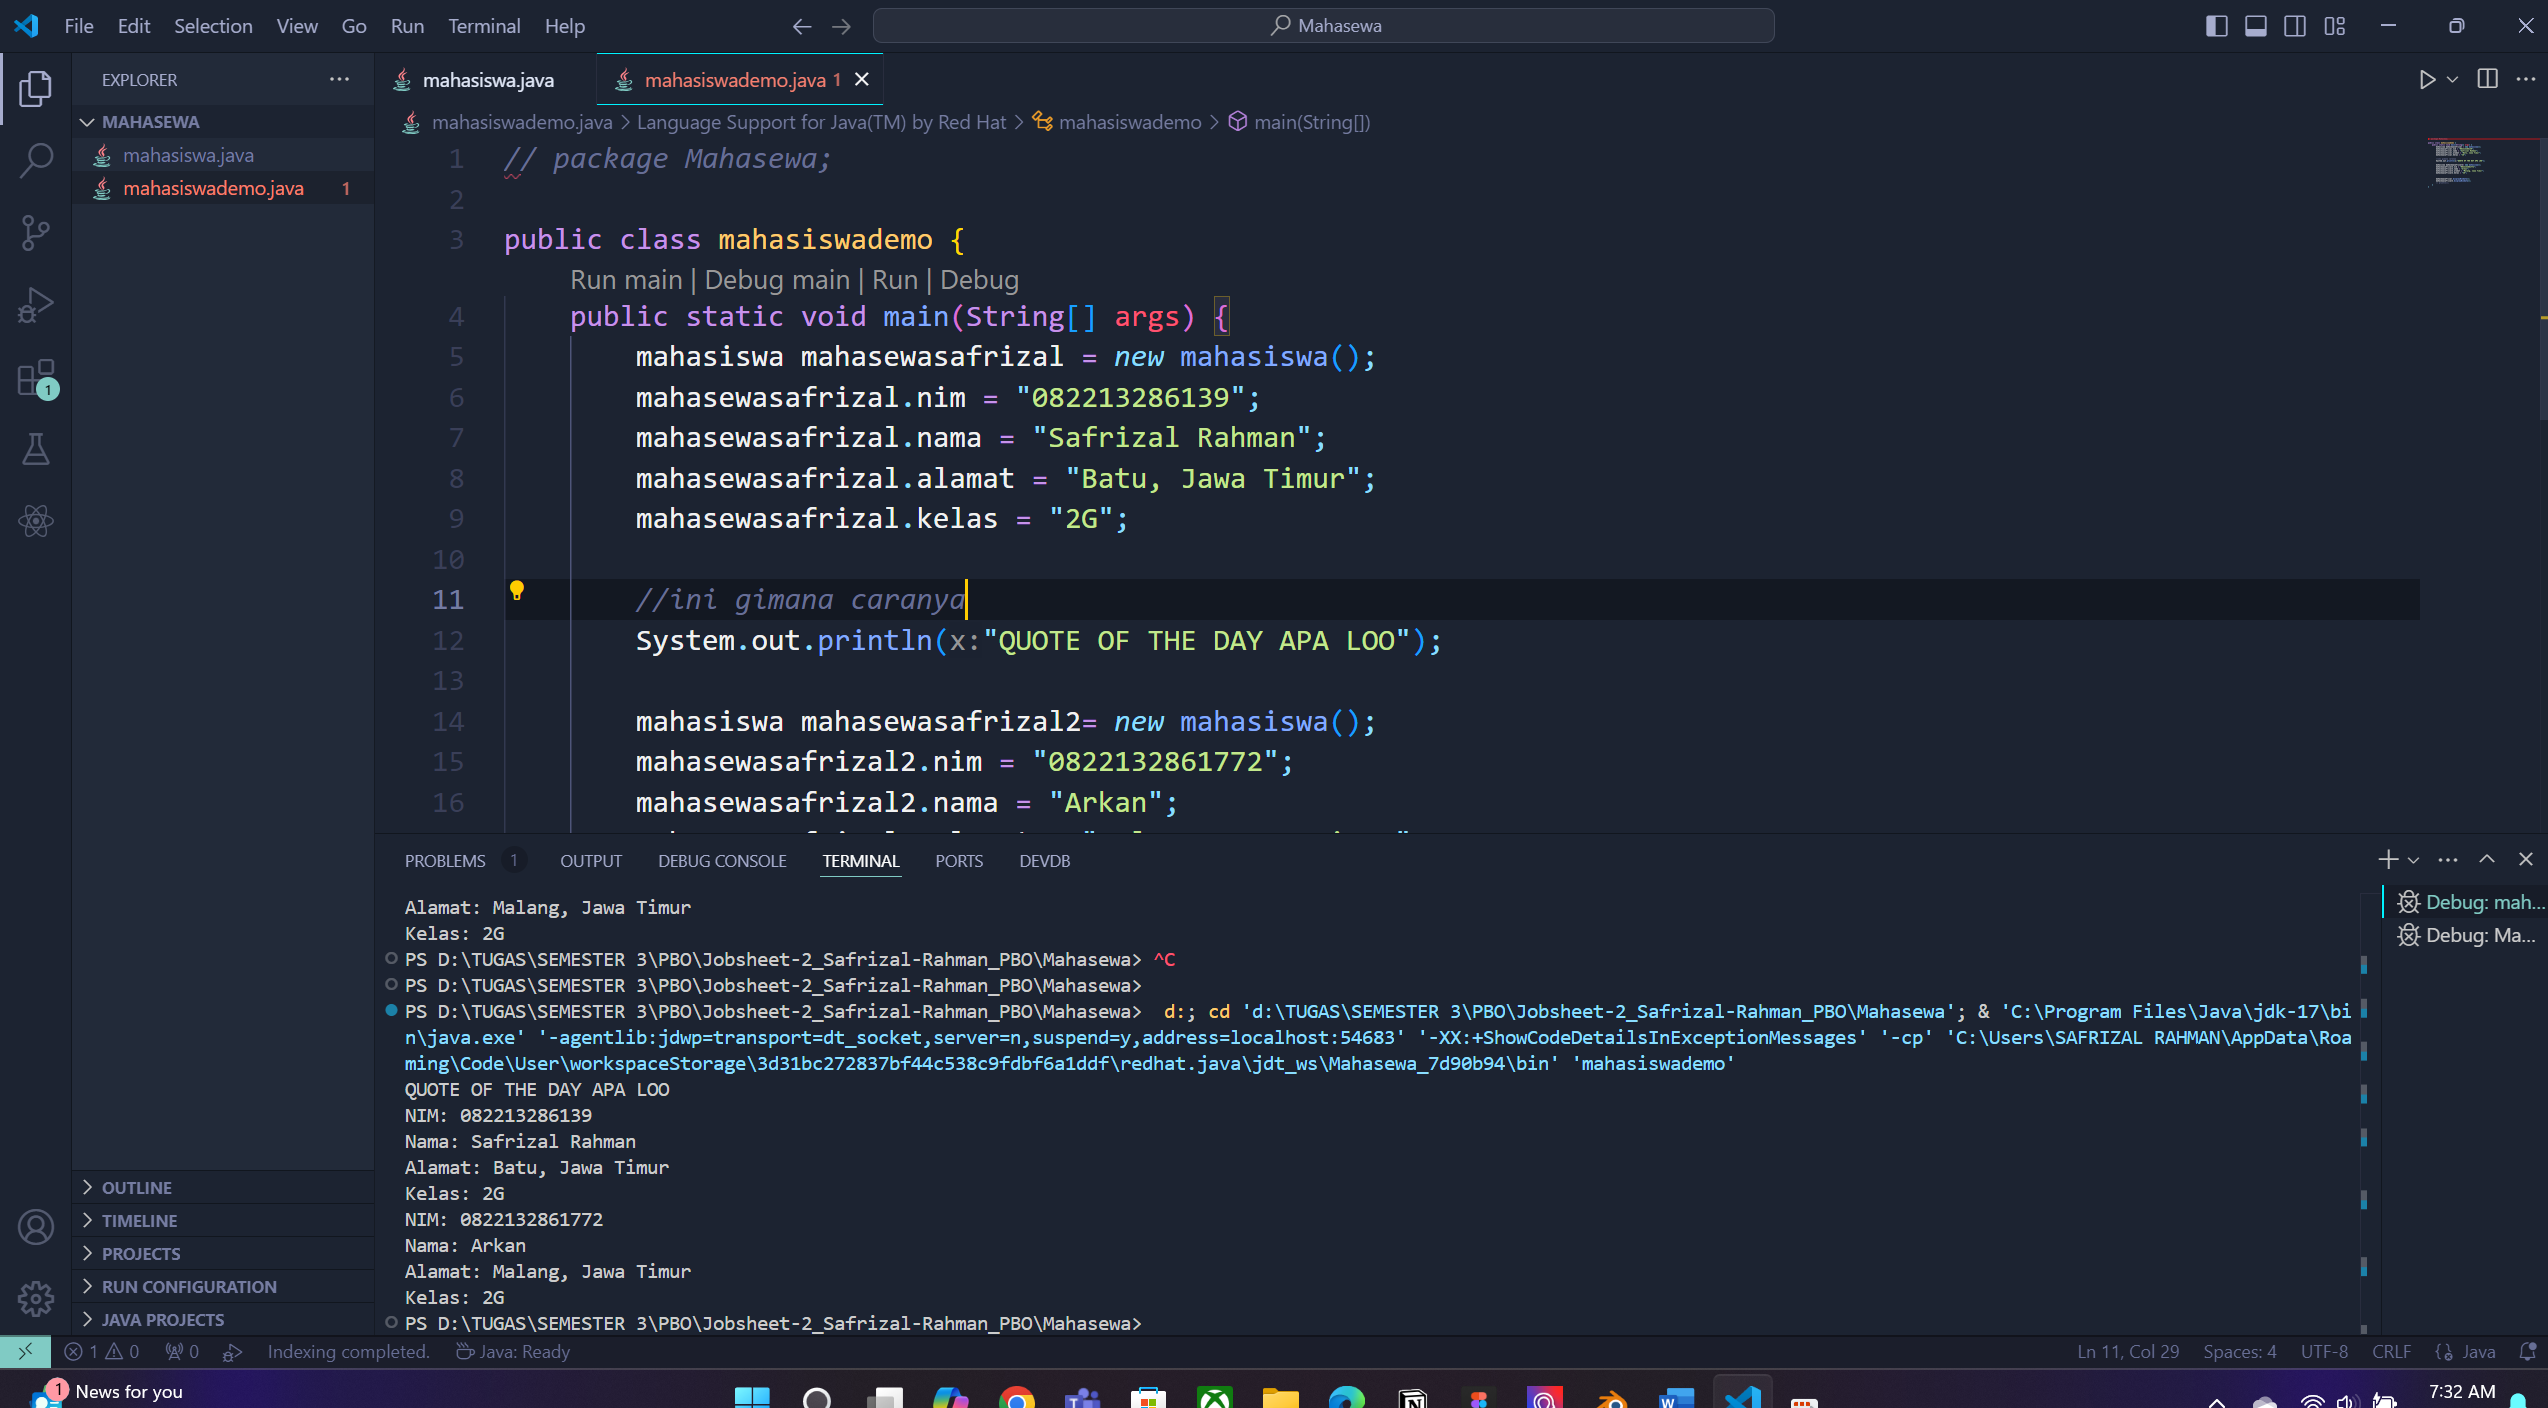 File Edit Selection View Go Run Terminal Help
Mahasewa
EXPLORER
MAHASEWA
mahasiswa.java
mahasiswademo.java 1
mahasiswa.java
mahasiswademo.java 1
mahasiswademo.java > Language Support for Java(TM) by Red Hat > mahasiswademo > main(String[])
1 // package Mahasewa;
2
3 public class mahasiswademo {
Run main | Debug main | Run | Debug
4 public static void main(String[] args) {
5 mahasiswa mahasewasafrizal = new mahasiswa();
6 mahasewasafrizal.nim = "082213286139";
7 mahasewasafrizal.nama = "Safrizal Rahman";
8 mahasewasafrizal.alamat = "Batu, Jawa Timur";
9 mahasewasafrizal.kelas = "2G";
10
11 //ini gimana caranya
12 System.out.println(x:"QUOTE OF THE DAY APA LOO");
13
14 mahasiswa mahasewasafrizal2= new mahasiswa();
15 mahasewasafrizal2.nim = "0822132861772";
16 mahasewasafrizal2.nama = "Arkan";
PROBLEMS 1 OUTPUT DEBUG CONSOLE TERMINAL PORTS DEVDB
Alamat: Malang, Jawa Timur
Kelas: 2G
PS D:\TUGAS\SEMESTER 3\PBO\Jobsheet-2_Safrizal-Rahman_PBO\Mahasewa> ^C
PS D:\TUGAS\SEMESTER 3\PBO\Jobsheet-2_Safrizal-Rahman_PBO\Mahasewa>
PS D:\TUGAS\SEMESTER 3\PBO\Jobsheet-2_Safrizal-Rahman_PBO\Mahasewa> d:; cd 'd:\TUGAS\SEMESTER 3\PBO\Jobsheet-2_Safrizal-Rahman_PBO\Mahasewa'; & 'C:\Program Files\Java\jdk-17\bi
n\java.exe' '-agentlib:jdwp=transport=dt_socket,server=n,suspend=y,address=localhost:54683' '-XX:+ShowCodeDetailsInExceptionMessages' '-cp' 'C:\Users\SAFRIZAL RAHMAN\AppData\Roa
ming\Code\User\workspaceStorage\3d31bc272837bf44c538c9fdbf6a1ddf\redhat.java\jdt_ws\Mahasewa_7d90b94\bin' 'mahasiswademo'
QUOTE OF THE DAY APA LOO
NIM: 082213286139
Nama: Safrizal Rahman
Alamat: Batu, Jawa Timur
Kelas: 2G
NIM: 0822132861772
Nama: Arkan
Alamat: Malang, Jawa Timur
Kelas: 2G
PS D:\TUGAS\SEMESTER 3\PBO\Jobsheet-2_Safrizal-Rahman_PBO\Mahasewa>
Debug: mah...
Debug: Ma...
1
OUTLINE
TIMELINE
PROJECTS
RUN CONFIGURATION
JAVA PROJECTS
1 0 0 Indexing completed. Java: Ready
Ln 11, Col 29 Spaces: 4 UTF-8 CRLF Java
1 News for you
7:32 AM